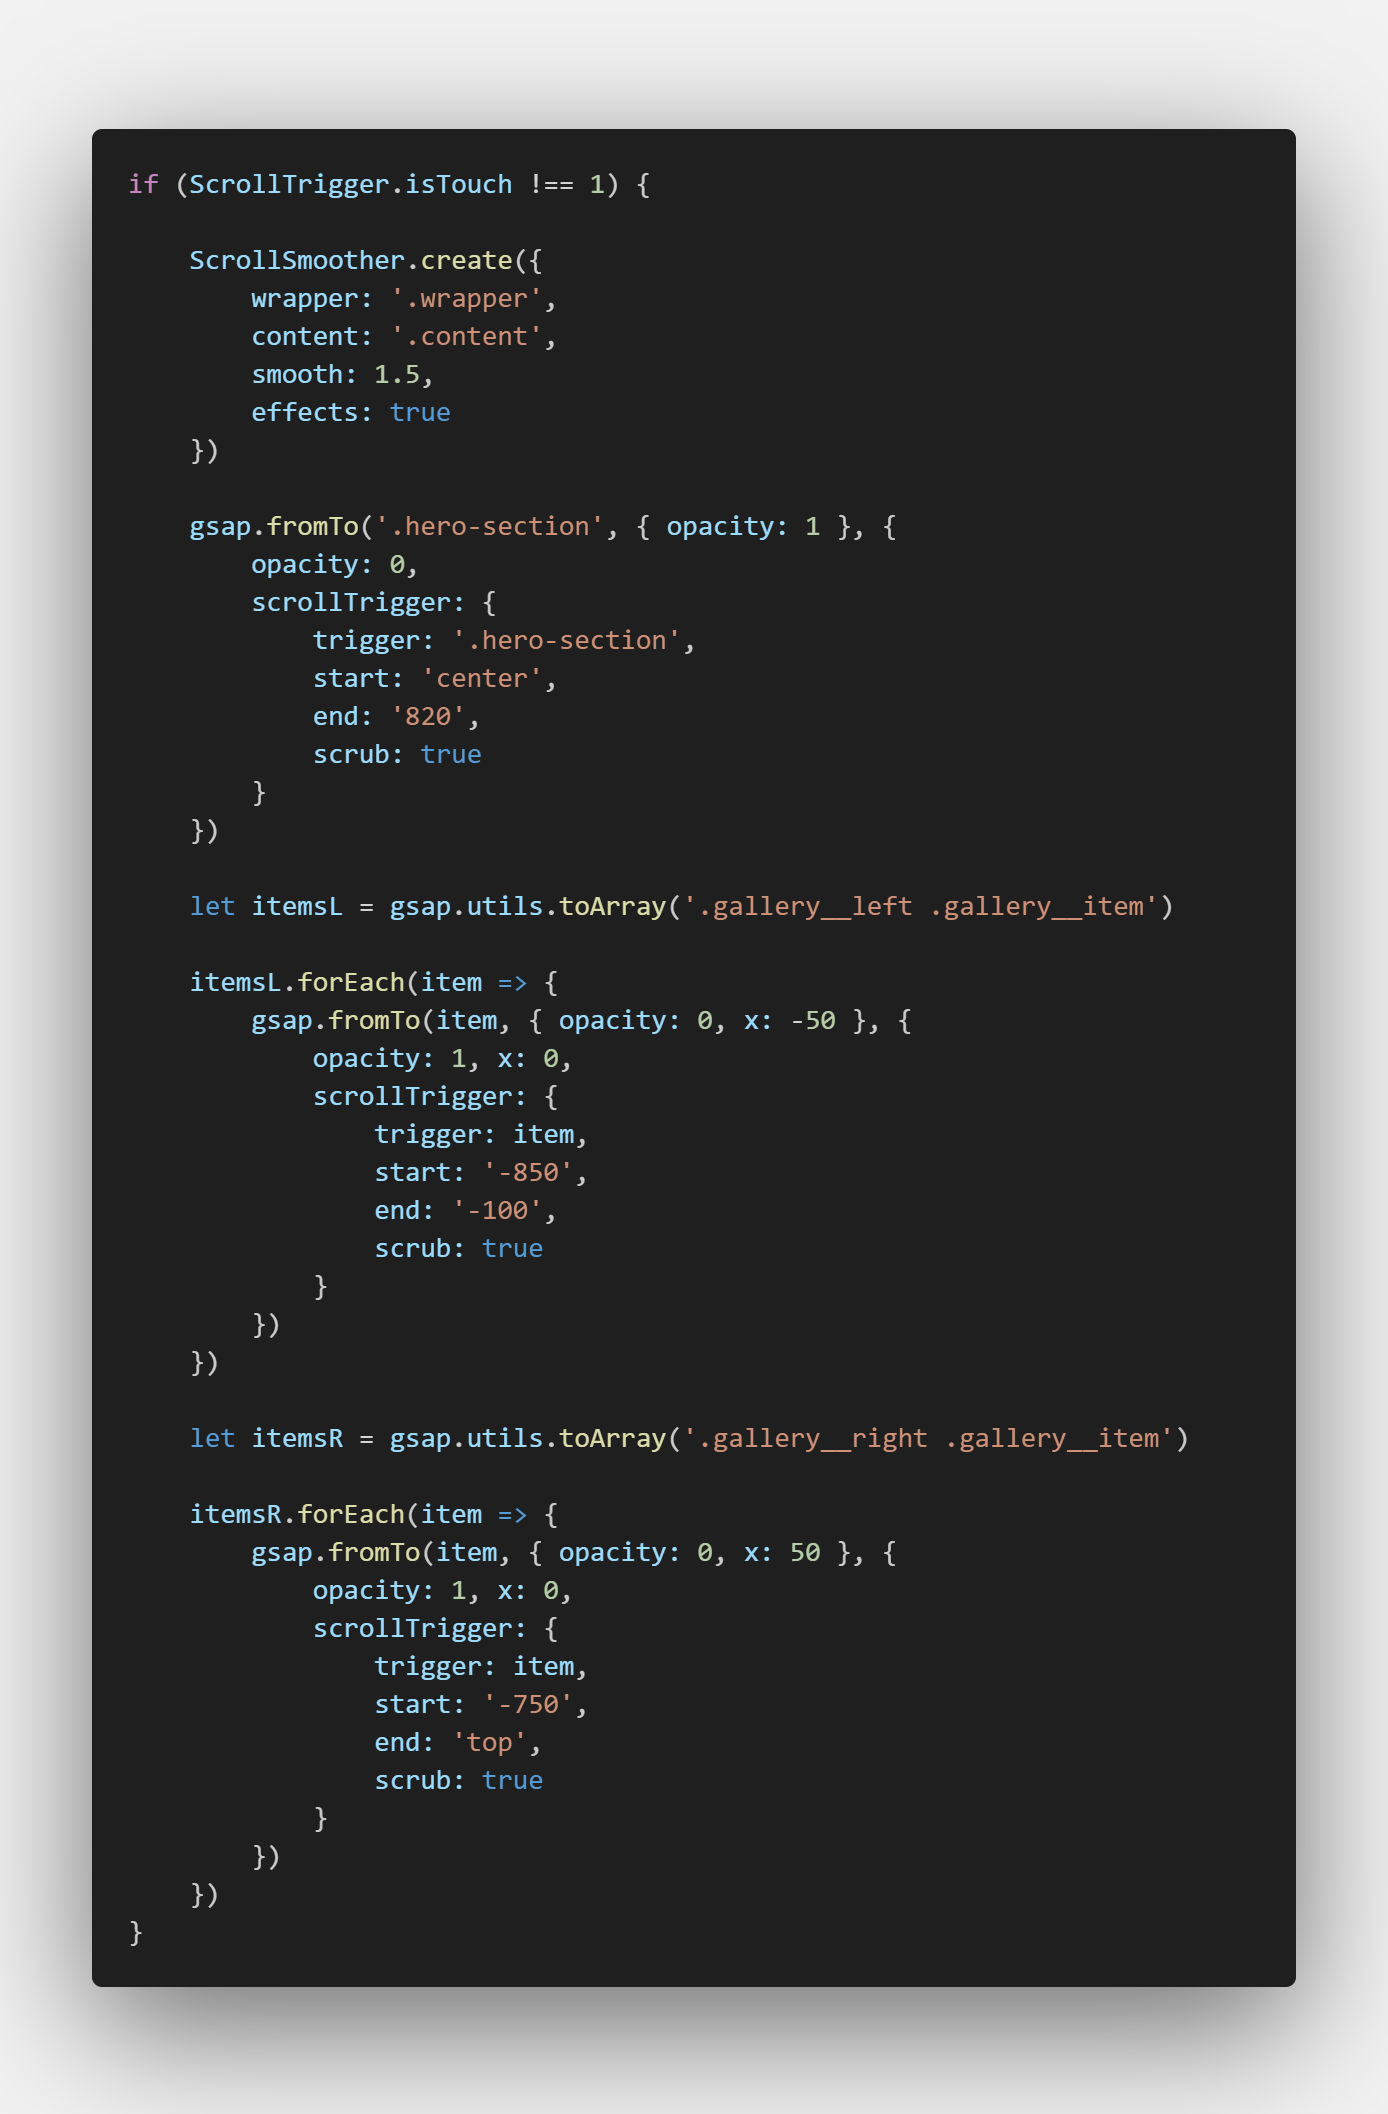 if (ScrollTrigger.isTouch !== 1) {

    ScrollSmoother.create({
        wrapper: '.wrapper',
        content: '.content',
        smooth: 1.5,
        effects: true
    })

    gsap.fromTo('.hero-section', { opacity: 1 }, {
        opacity: 0,
        scrollTrigger: {
            trigger: '.hero-section',
            start: 'center',
            end: '820',
            scrub: true
        }
    })

    let itemsL = gsap.utils.toArray('.gallery__left .gallery__item')

    itemsL.forEach(item => {
        gsap.fromTo(item, { opacity: 0, x: -50 }, {
            opacity: 1, x: 0,
            scrollTrigger: {
                trigger: item,
                start: '-850',
                end: '-100',
                scrub: true
            }
        })
    })

    let itemsR = gsap.utils.toArray('.gallery__right .gallery__item')

    itemsR.forEach(item => {
        gsap.fromTo(item, { opacity: 0, x: 50 }, {
            opacity: 1, x: 0,
            scrollTrigger: {
                trigger: item,
                start: '-750',
                end: 'top',
                scrub: true
            }
        })
    })
}